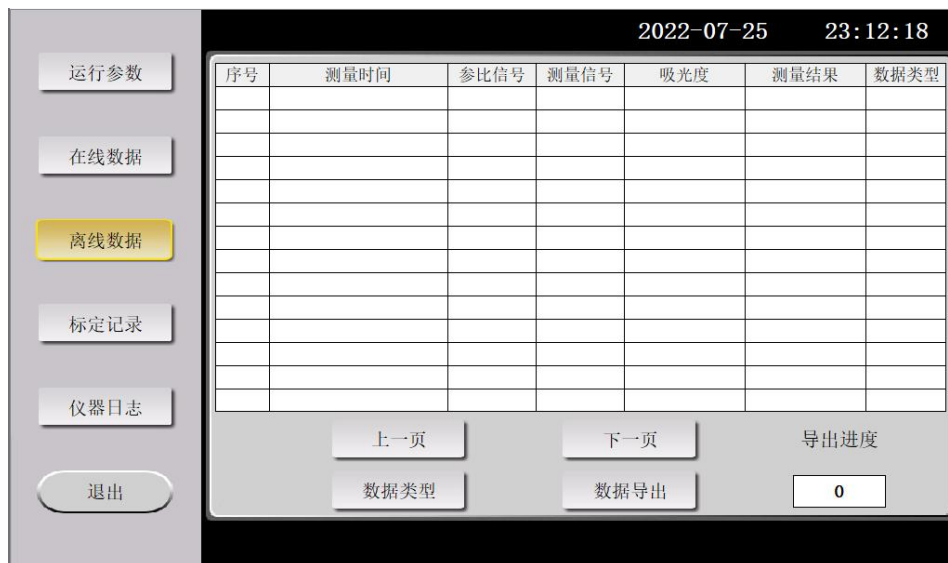 2022-07-25 23:12:18
运行参数
在线数据
离线数据
标定记录
仪器日志
退出
序号 测量时间 参比信号 测量信号 吸光度 测量结果 数据类型
上一页 下一页 导出进度
数据类型 数据导出 0